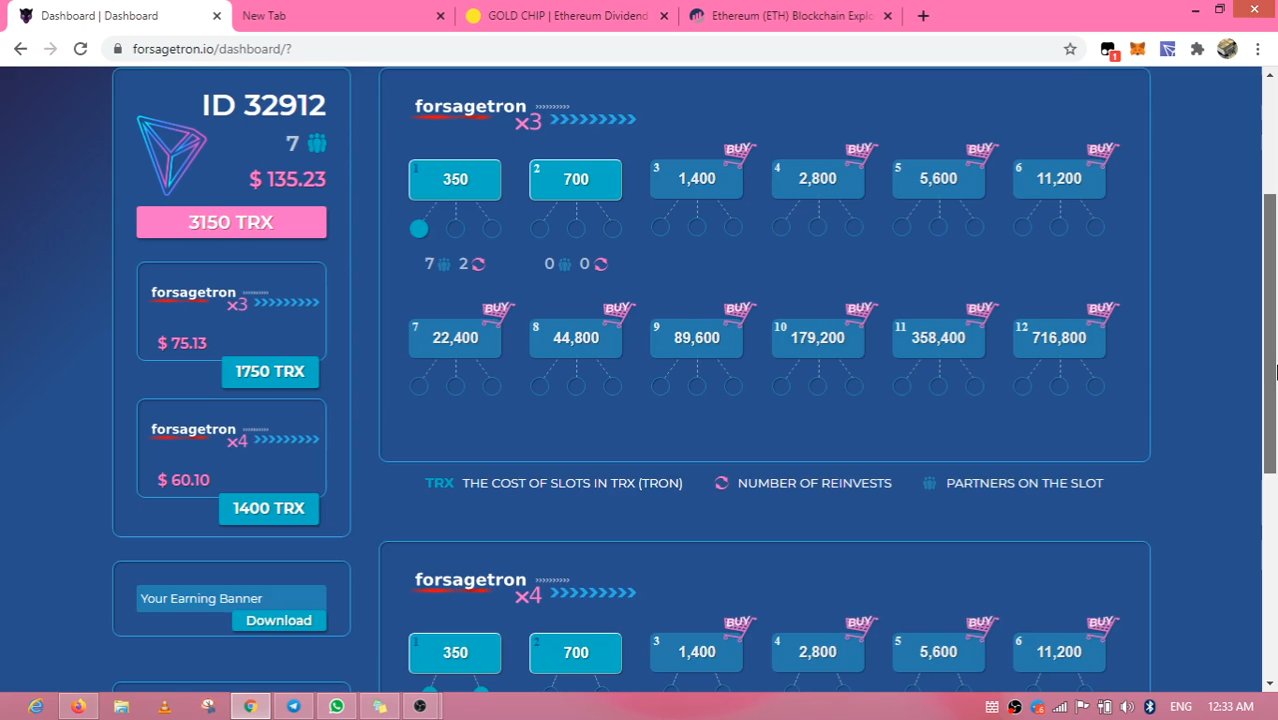 Dashboard | Dashboard
New Tab
GOLD CHIP | Ethereum Dividend
Ethereum (ETH) Blockchain Explo
forsagetron.io/dashboard/?
1
ID 32912
7
$ 135.23
3150 TRX
forsagetron
x3
$ 75.13
1750 TRX
forsagetron
x4
$ 60.10
1400 TRX
Your Earning Banner
Download
forsagetron
x3
BUY BUY BUY BUY
1 350 2 700 3 1,400 4 2,800 5 5,600 6 11,200
7 2 0 0
BUY BUY BUY BUY BUY BUY
7 22,400 8 44,800 9 89,600 10 179,200 11 358,400 12 716,800
TRX THE COST OF SLOTS IN TRX (TRON) NUMBER OF REINVESTS PARTNERS ON THE SLOT
forsagetron
x4
BUY BUY BUY BUY
1 350 2 700 3 1,400 4 2,800 5 5,600 6 11,200
ENG 12:33 AM